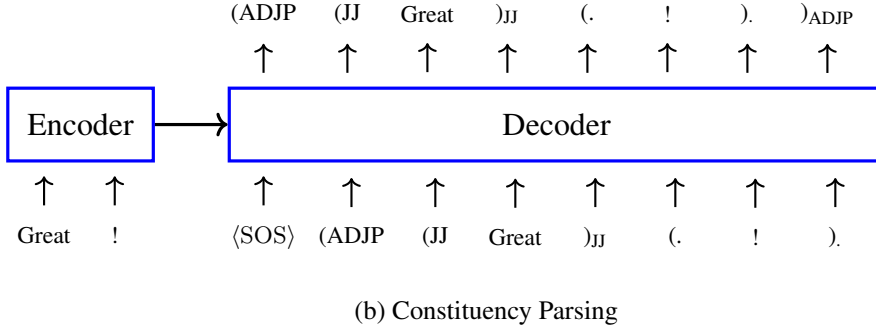 (ADJP (JJ Great )JJ (. ! ). )ADJP
Encoder Decoder
Great ! ⟨SOS⟩ (ADJP (JJ Great )JJ (. ! ).
(b) Constituency Parsing